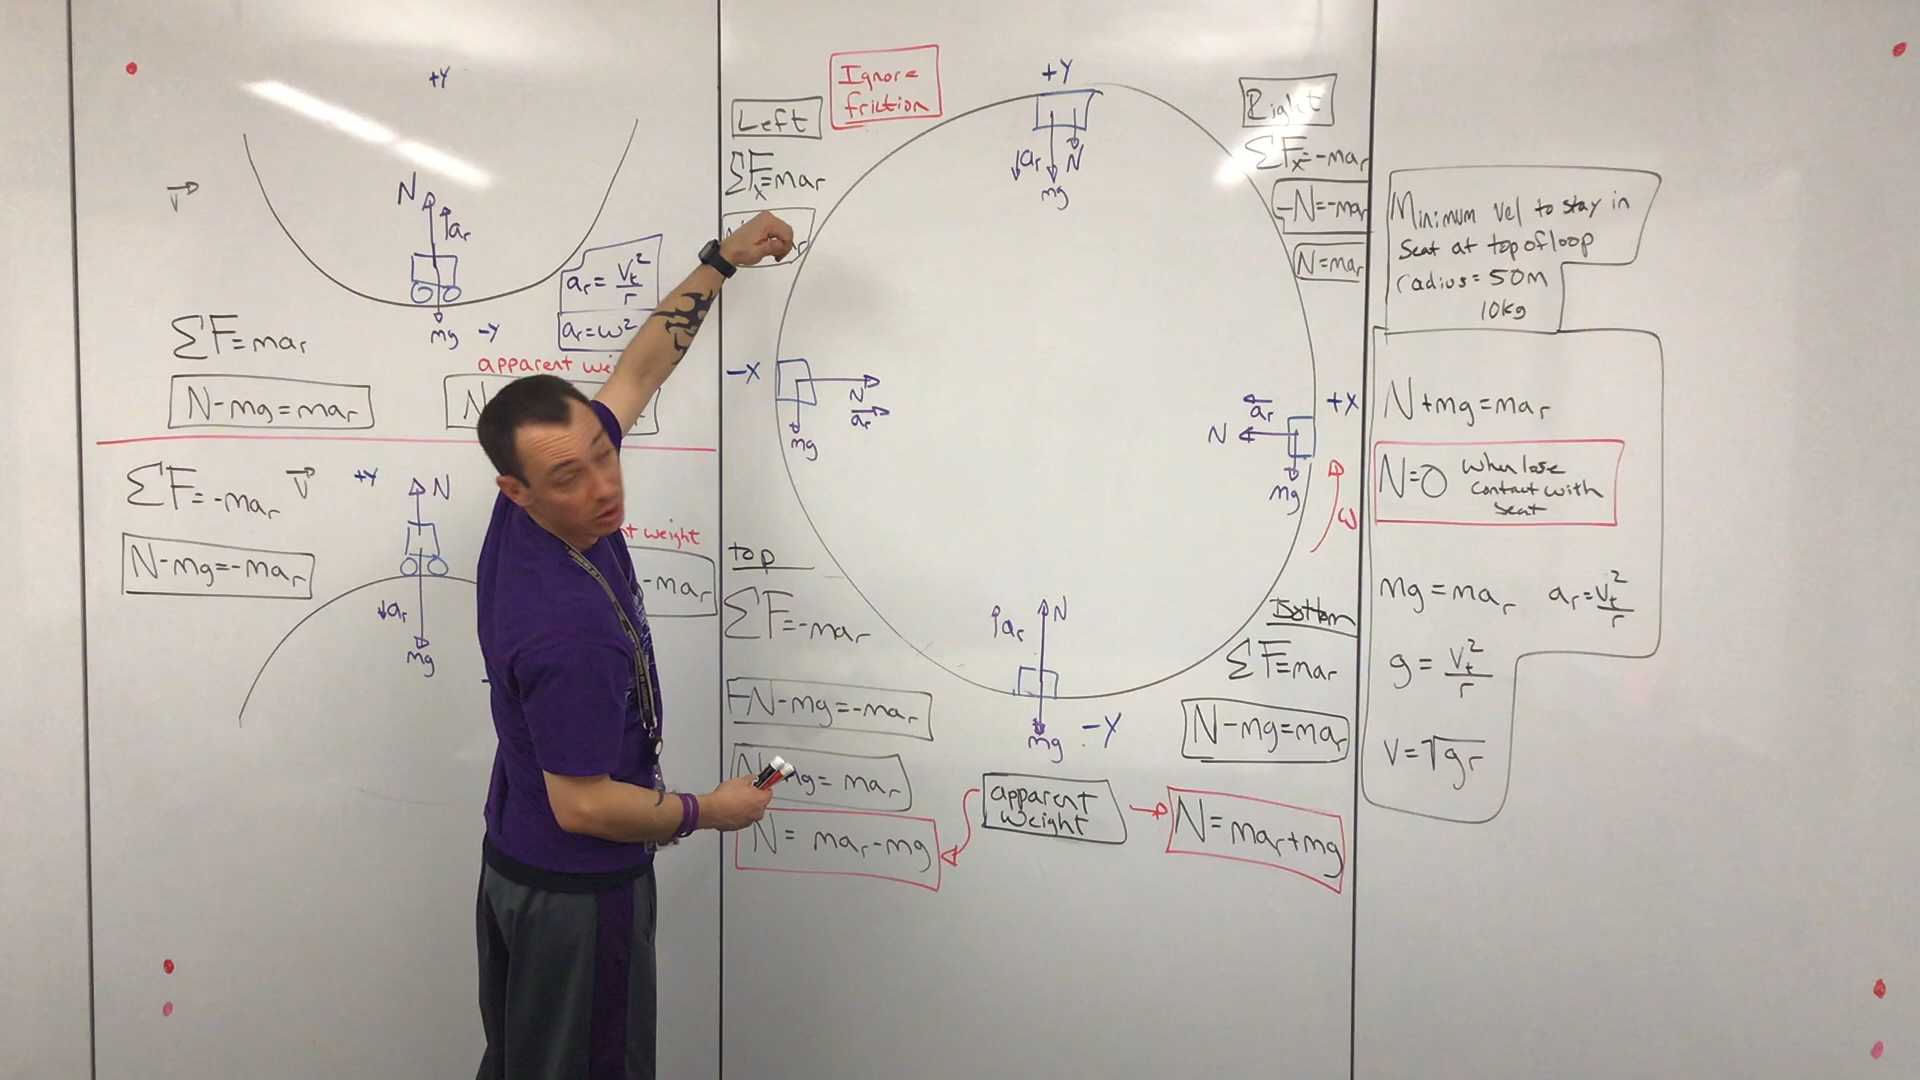 +Y
V
N
ar
mg
-Y
ar = Vt²/r
ar = ω²
ΣF = mar
apparent
N-mg = mar
N
ΣF = -mar
V
+Y
N
N-mg = -mar
ar
mg
weight
-mar
Left
Ignore
friction
ΣFx = mar
+Y
ar
N
mg
Right
ΣFx = -mar
-N = -mar
N = mar
-X
N
ar
mg
ar
N
+X
mg
ω
top
ΣF = -mar
-N-mg = -mar
mg = mar
N = mar-mg
ar
N
mg
-Y
Bottom
ΣF = mar
N-mg = mar
apparent
weight
N = mar+mg
Minimum Vel to stay in
Seat at top of loop
radius = 50m
10kg
N+mg = mar
N=0 when lose
contact with
seat
mg = mar ar = Vt²/r
g = Vt²/r
V = √gr